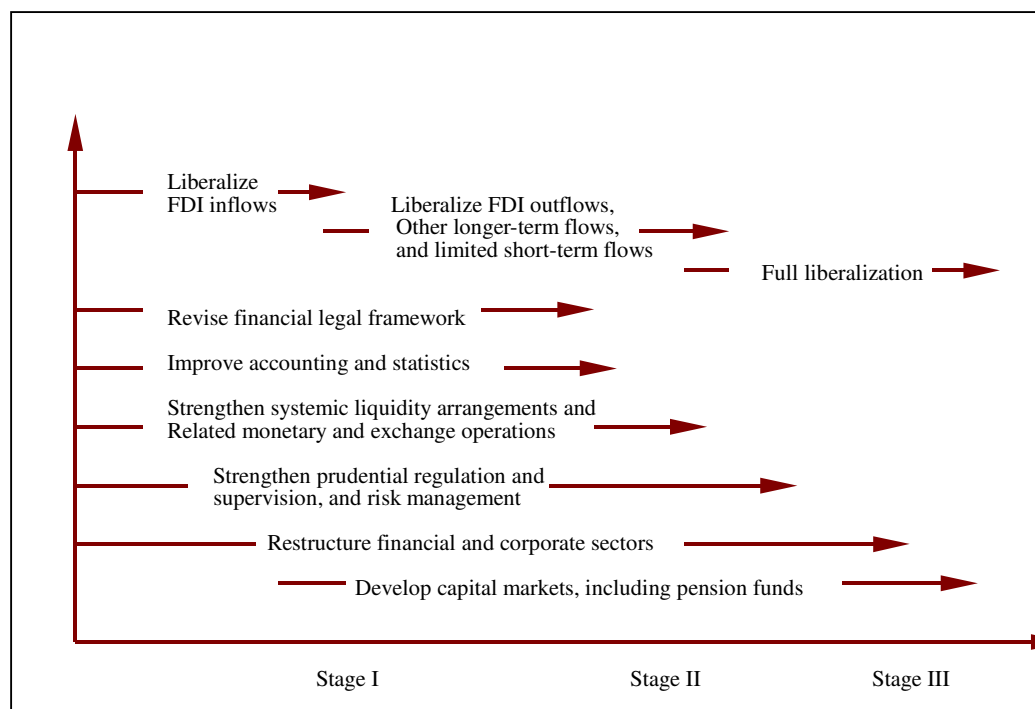 Liberalize
FDI inflows
Liberalize FDI outflows,
Other longer-term flows,
and limited short-term flows
Full liberalization
Revise financial legal framework
Improve accounting and statistics
Strengthen systemic liquidity arrangements and
Related monetary and exchange operations
Strengthen prudential regulation and
supervision, and risk management
Restructure financial and corporate sectors
Develop capital markets, including pension funds
Stage I
Stage II
Stage III